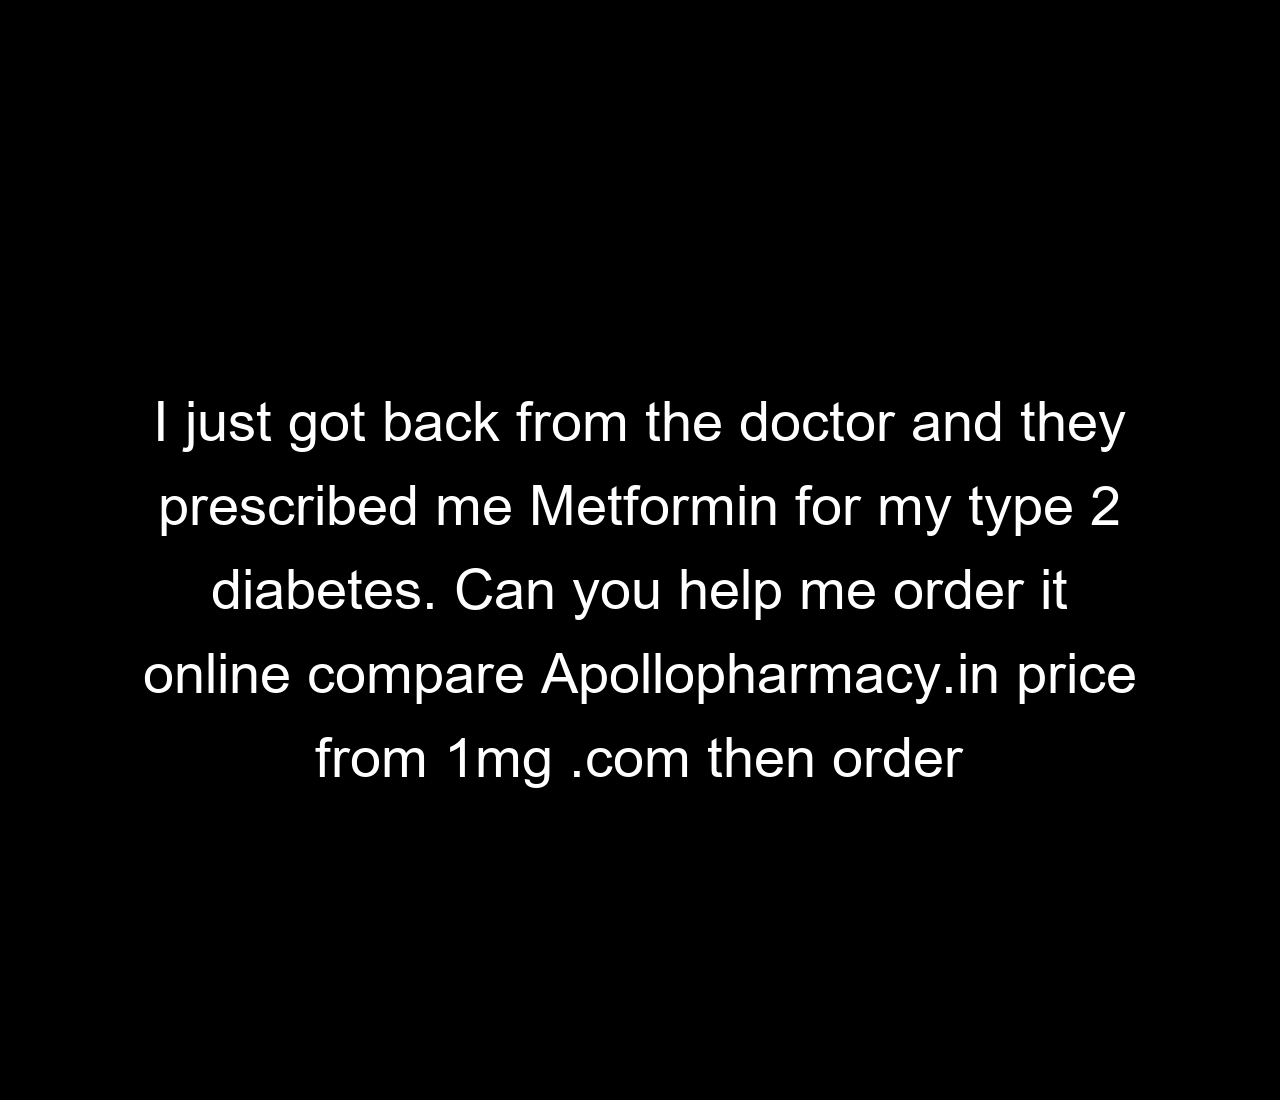 I just got back from the doctor and they
prescribed me Metformin for my type 2
diabetes. Can you help me order it
online compare Apollopharmacy.in price
from 1mg .com then order